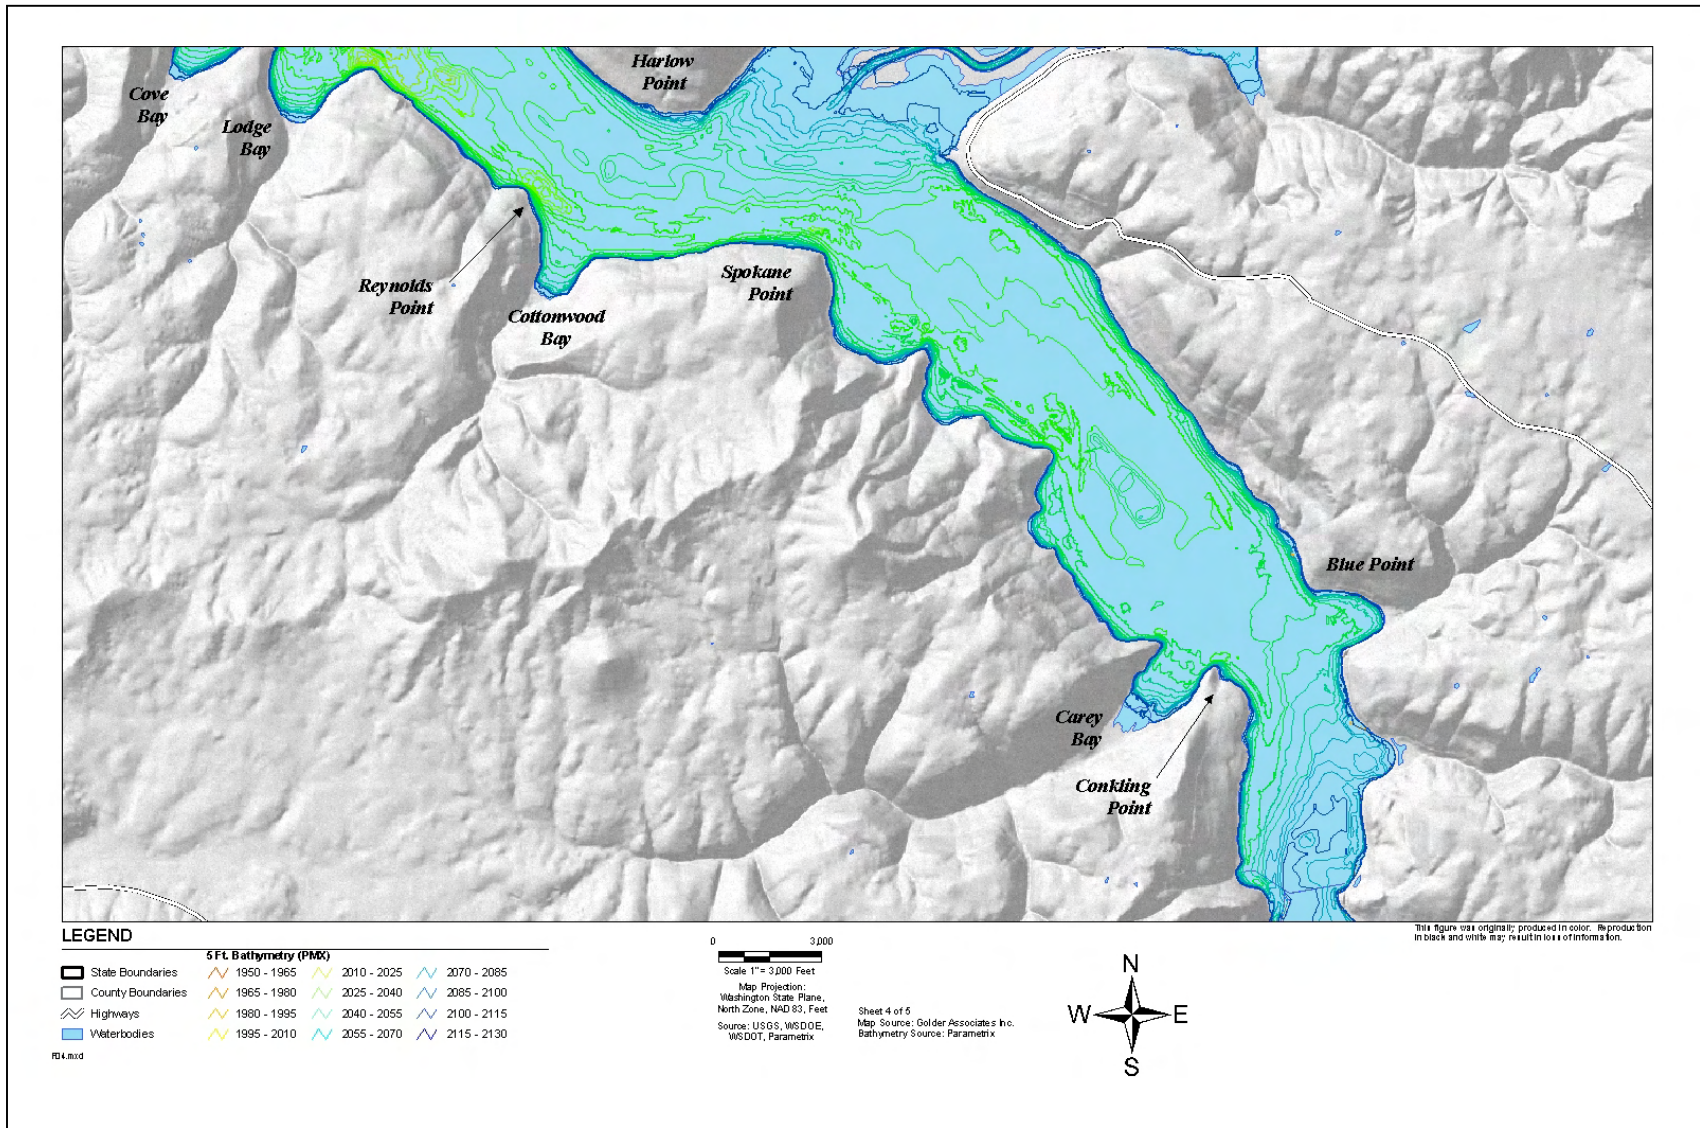 Harlow
Point
Cove
Bay
Lodge
Bay
Reynolds
Point
Spokane
Point
Cottonwood
Bay
Blue Point
Carey
Bay
Conkling
Point
This figure was originally produced in color. Reproduction
in black and white may result in loss of information.
LEGEND
5 Ft. Bathymetry (PMX)
State Boundaries
County Boundaries
Highways
Waterbodies
1950 - 1965
1965 - 1980
1980 - 1995
1995 - 2010
2010 - 2025
2025 - 2040
2040 - 2055
2055 - 2070
2070 - 2085
2085 - 2100
2100 - 2115
2115 - 2130
0 3,000
Scale 1" = 3,000 Feet
Map Projection:
Washington State Plane,
North Zone, NAD 83, Feet
Source: USGS, WSDOE,
WSDOT, Parametrix
Sheet 4 of 5
Map Source: Golder Associates Inc.
Bathymetry Source: Parametrix
N
W E
S